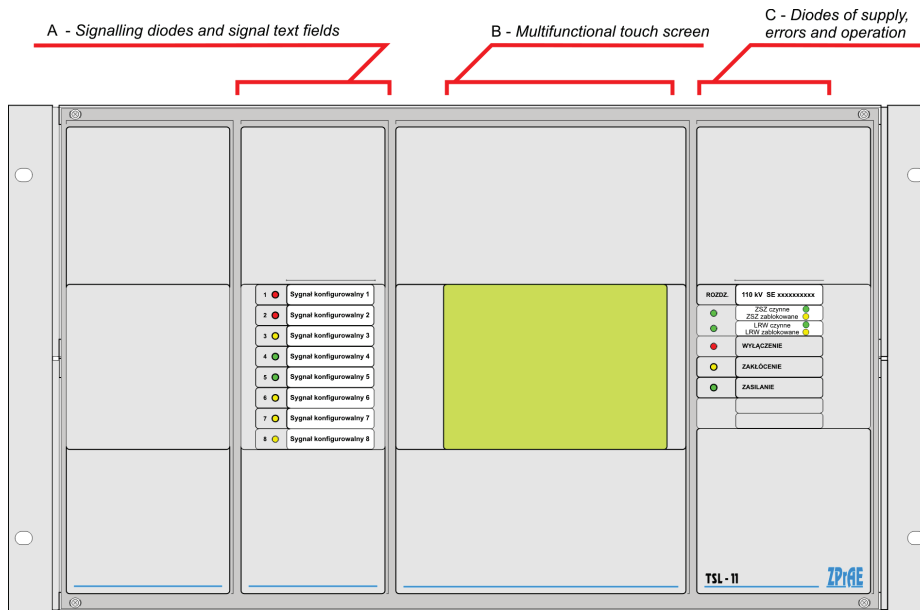 A - Signalling diodes and signal text fields
B - Multifunctional touch screen
C - Diodes of supply,
errors and operation
1 Sygnał konfigurowalny 1
2 Sygnał konfigurowalny 2
3 Sygnał konfigurowalny 3
4 Sygnał konfigurowalny 4
5 Sygnał konfigurowalny 5
6 Sygnał konfigurowalny 6
7 Sygnał konfigurowalny 7
8 Sygnał konfigurowalny 8
ROZDZ. 110 kV SE xxxxxxxxxx
ZSZ czynne
ZSZ zablokowane
LRW czynne
LRW zablokowane
WYŁĄCZENIE
ZAKŁÓCENIE
ZASILANIE
TSL - 11 ZPrAE